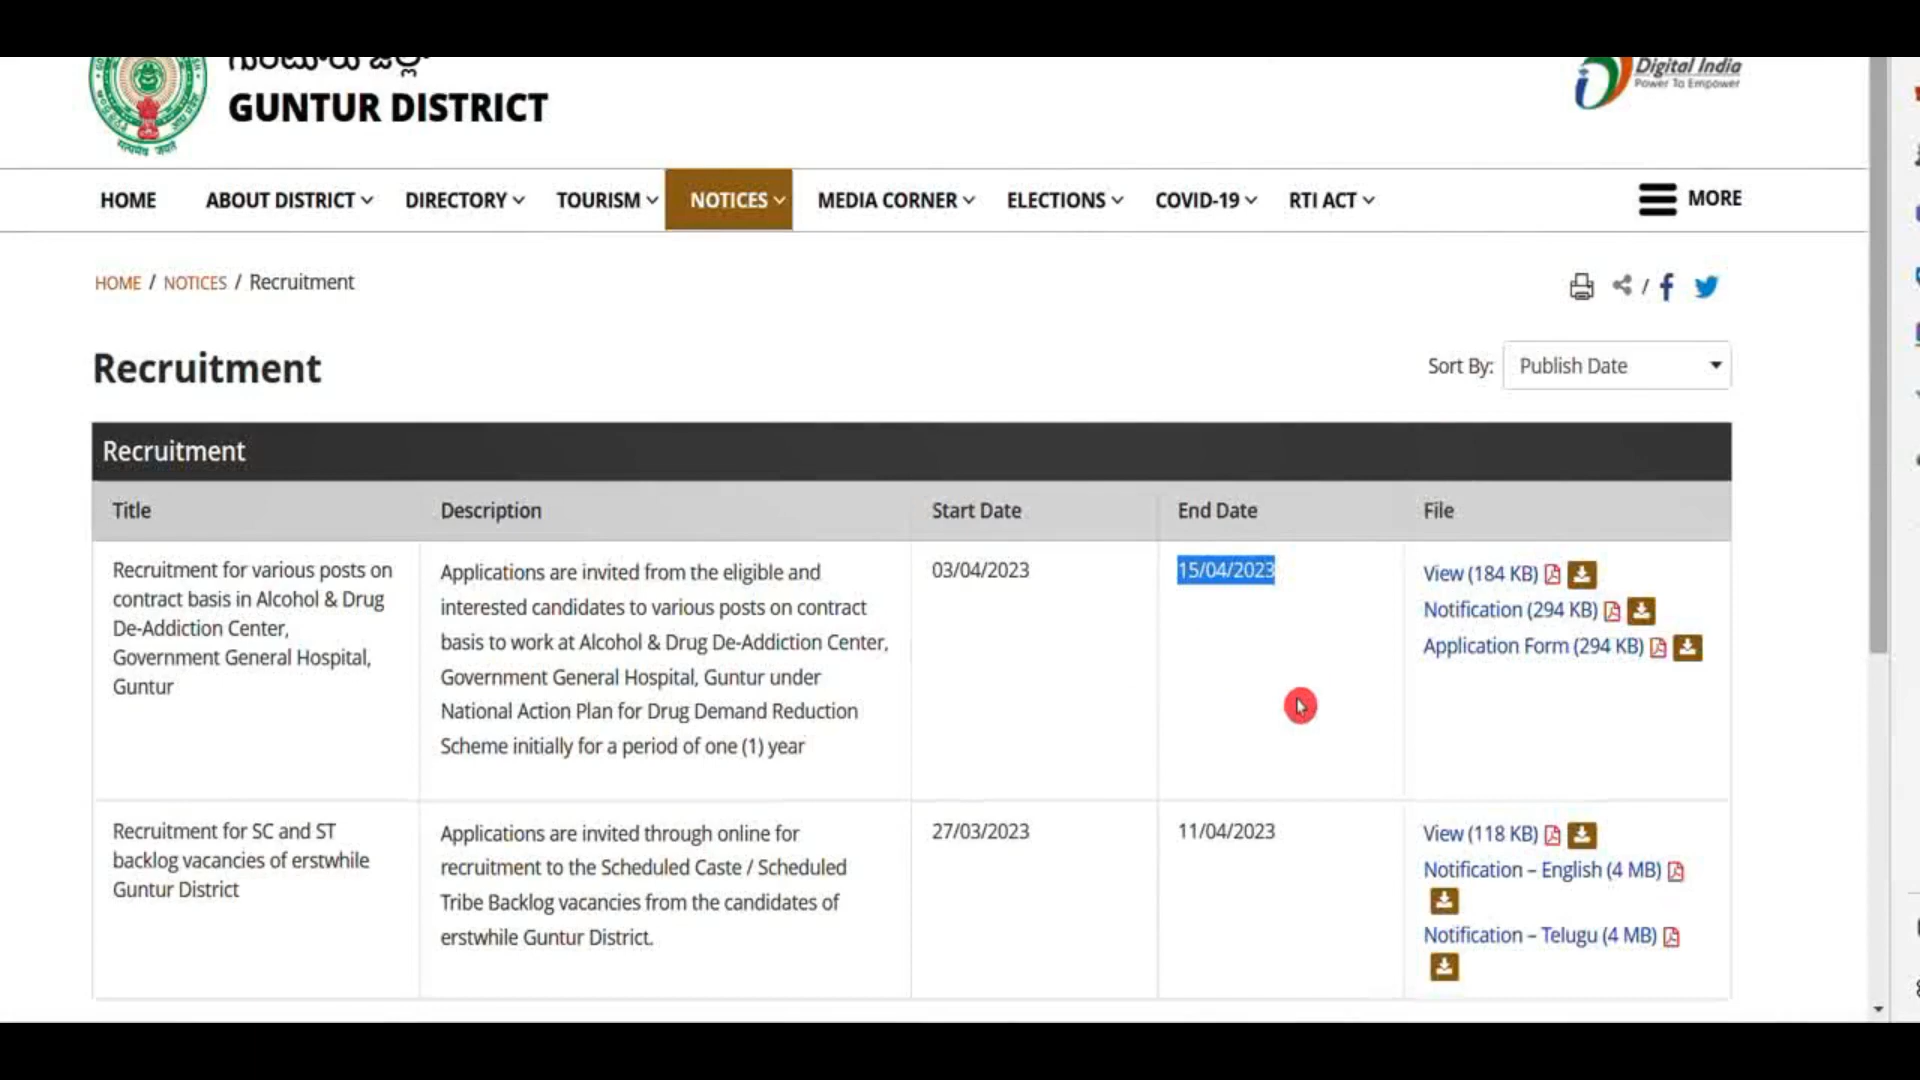 GUNTUR DISTRICT
Digital India
Power To Empower
HOME ABOUT DISTRICT DIRECTORY TOURISM NOTICES MEDIA CORNER ELECTIONS COVID-19 RTI ACT MORE
HOME / NOTICES / Recruitment
Recruitment
Sort By: Publish Date
Recruitment
Title Description Start Date End Date File
Recruitment for various posts on
contract basis in Alcohol & Drug
De-Addiction Center,
Government General Hospital,
Guntur
Applications are invited from the eligible and
interested candidates to various posts on contract
basis to work at Alcohol & Drug De-Addiction Center,
Government General Hospital, Guntur under
National Action Plan for Drug Demand Reduction
Scheme initially for a period of one (1) year
03/04/2023
15/04/2023
View (184 KB)
Notification (294 KB)
Application Form (294 KB)
Recruitment for SC and ST
backlog vacancies of erstwhile
Guntur District
Applications are invited through online for
recruitment to the Scheduled Caste / Scheduled
Tribe Backlog vacancies from the candidates of
erstwhile Guntur District.
27/03/2023
11/04/2023
View (118 KB)
Notification – English (4 MB)
Notification – Telugu (4 MB)